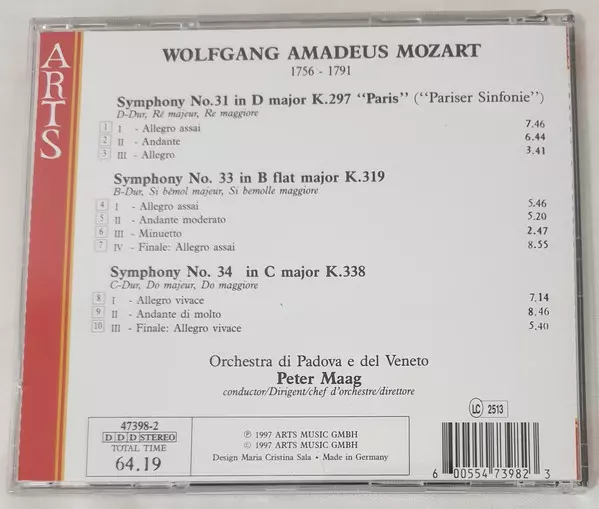 ARTS
WOLFGANG AMADEUS MOZART
1756 - 1791
Symphony No.31 in D major K.297 "Paris" ("Pariser Sinfonie")
D-Dur, Ré majeur, Re maggiore
1 I - Allegro assai 7.46
2 II - Andante 6.44
3 III - Allegro 3.41
Symphony No. 33 in B flat major K.319
B-Dur, Si bémol majeur, Si bemolle maggiore
4 I - Allegro assai 5.46
5 II - Andante moderato 5.20
6 III - Minuetto 2.47
7 IV - Finale: Allegro assai 8.55
Symphony No. 34 in C major K.338
C-Dur, Do majeur, Do maggiore
8 I - Allegro vivace 7.14
9 II - Andante di molto 8.46
10 III - Finale: Allegro vivace 5.40
Orchestra di Padova e del Veneto
Peter Maag
conductor/Dirigent/chef d'orchestre/direttore
47398-2
DDD STEREO
TOTAL TIME
64.19
℗ 1997 ARTS MUSIC GMBH
© 1997 ARTS MUSIC GMBH
Design Maria Cristina Sala • Made in Germany
LC 2513
6 00554 73982 3